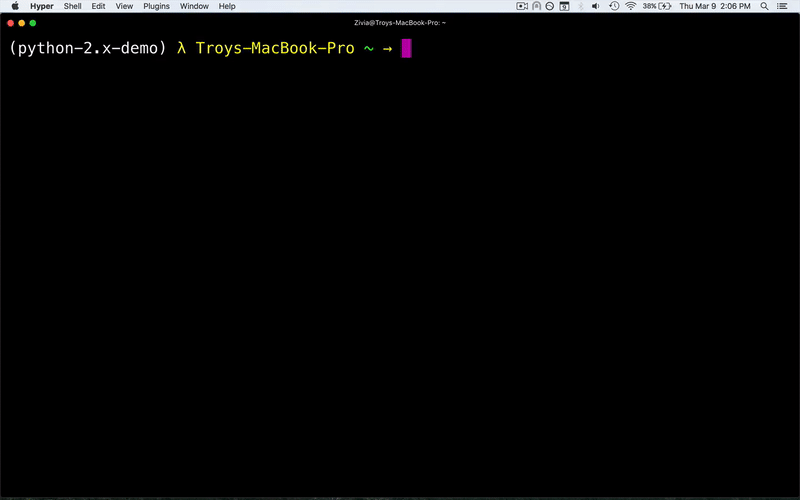 Hyper Shell Edit View Plugins Window Help 38% Thu Mar 9 2:06 PM
Zivia@Troys-MacBook-Pro: ~
(python-2.x-demo) λ Troys-MacBook-Pro ~ →